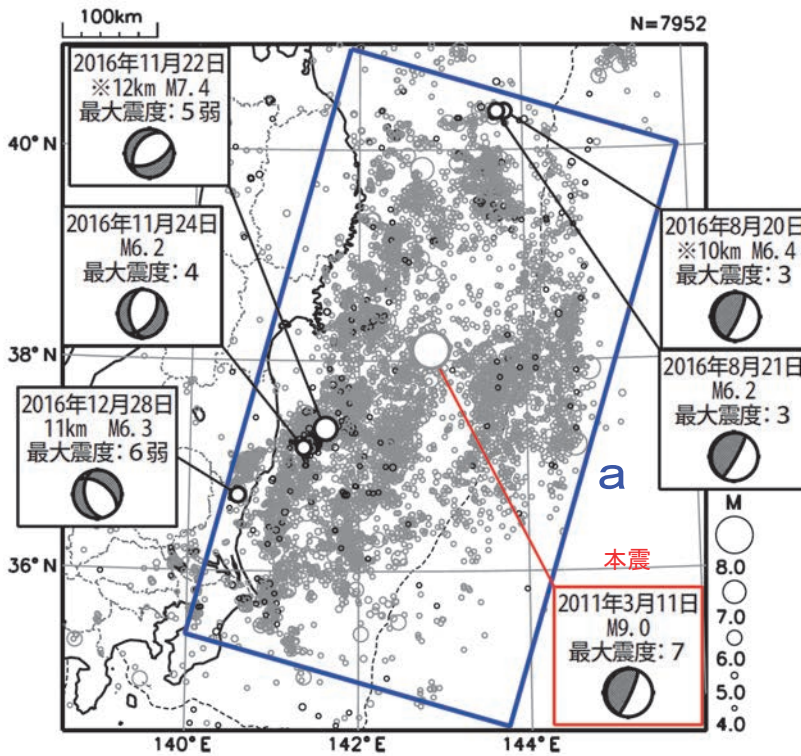 100km
N=7952
2016年11月22日
※12km M7.4
最大震度:5弱
40°N
2016年11月24日
M6.2
最大震度:4
2016年8月20日
※10km M6.4
最大震度:3
38°N
2016年8月21日
M6.2
最大震度:3
2016年12月28日
11km M6.3
最大震度:6弱
a
M
本震
36°N
8.0
2011年3月11日
M9.0
最大震度:7
7.0
6.0
5.0
4.0
140°E
142°E
144°E